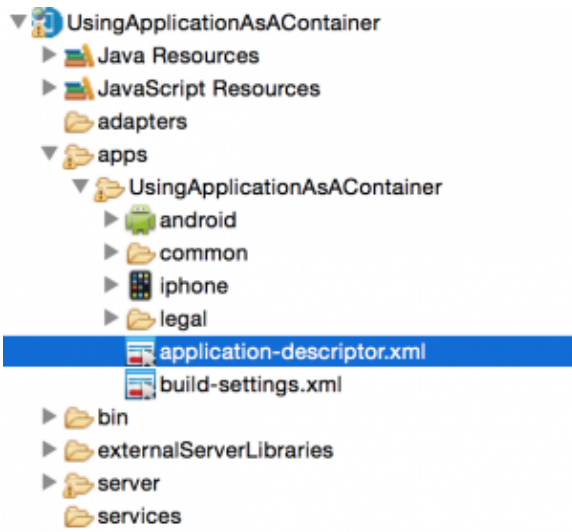 UsingApplicationAsAContainer
Java Resources
JavaScript Resources
adapters
apps
UsingApplicationAsAContainer
android
common
iphone
legal
application-descriptor.xml
build-settings.xml
bin
externalServerLibraries
server
services